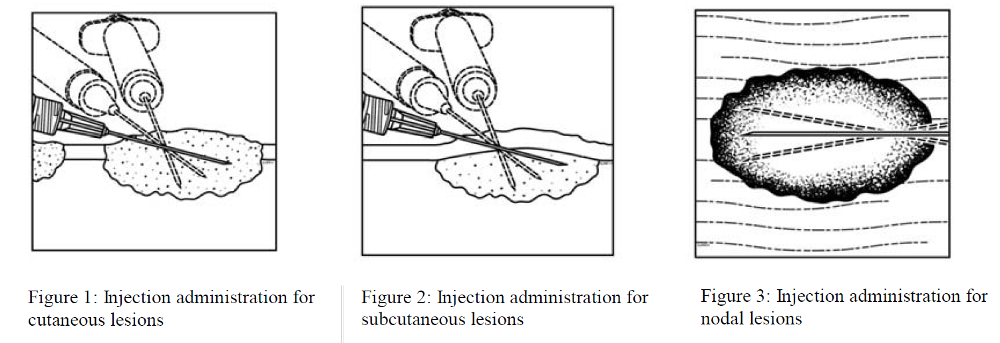 Figure 1: Injection administration for
cutaneous lesions
Figure 2: Injection administration for
subcutaneous lesions
Figure 3: Injection administration for
nodal lesions